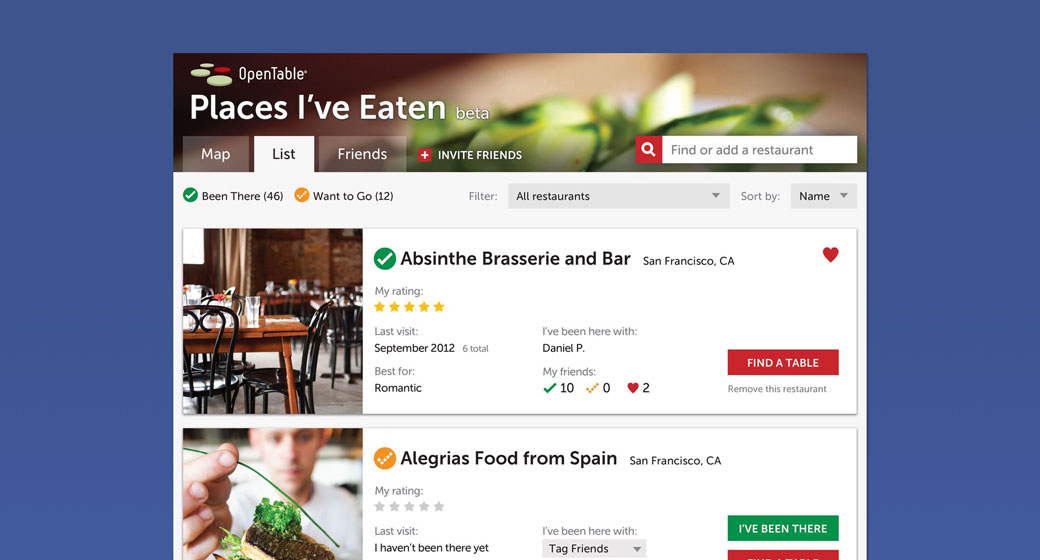 OpenTable®
Places I've Eaten beta
Map List Friends INVITE FRIENDS Find or add a restaurant
Been There (46) Want to Go (12) Filter: All restaurants Sort by: Name
Absinthe Brasserie and Bar San Francisco, CA
My rating:
Last visit: I've been here with:
September 2012 6 total Daniel P.
FIND A TABLE
Best for: My friends:
Romantic 10 0 2 Remove this restaurant
Alegrias Food from Spain San Francisco, CA
My rating:
Last visit: I've been here with: I'VE BEEN THERE
I haven't been there yet Tag Friends
FIND A TABLE